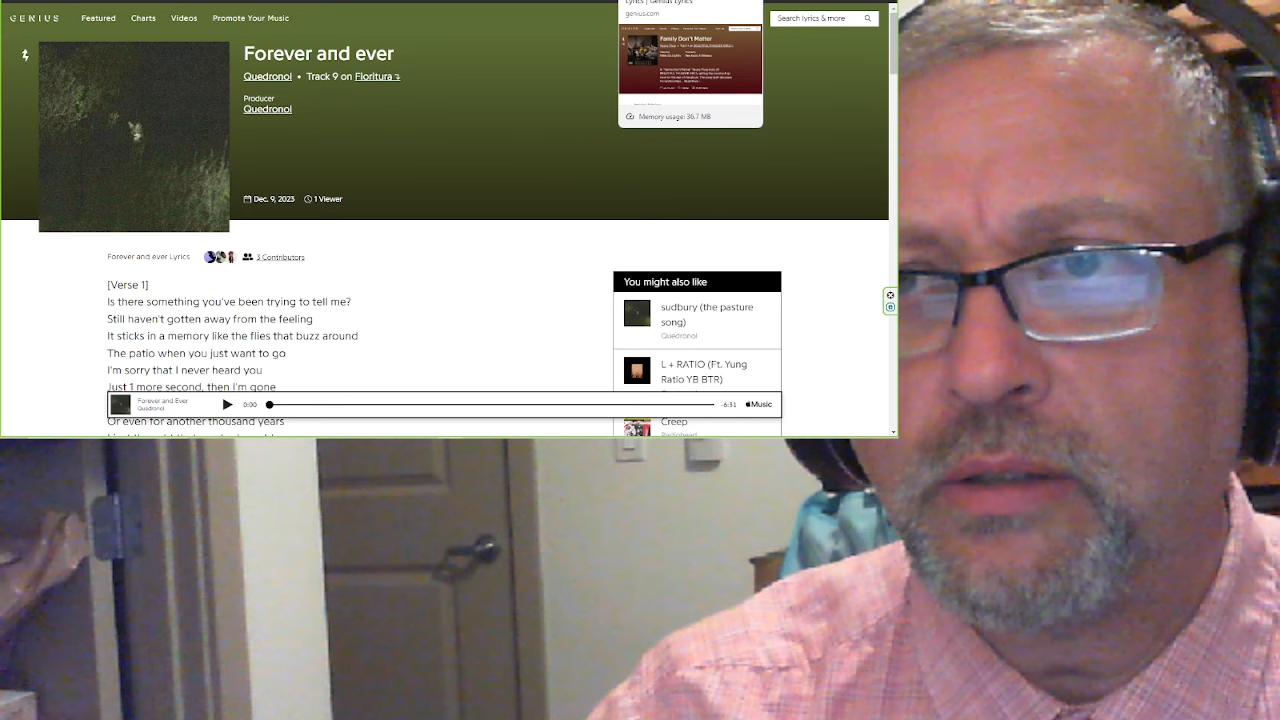 Lyrics | Genius Lyrics
genius.com
GENIUS
Featured
Charts
Videos
Promote Your Music
Search lyrics & more
Family Don't Matter
Memory usage: 36.7 MB
Forever and ever
Quedronol • Track 9 on Floritura
Producer
Quedronol
Dec. 9, 2023
1 Viewer
Forever and ever Lyrics
3 Contributors
[Verse 1]
Is there something you've been trying to tell me?
Still haven't gotten away from the feeling
It sticks in a memory like the flies that buzz around
The patio when you just want to go
I'm sorry that I never heard you
Just 1 more second, then I'm gone
Or even for another thousand years
You might also like
sudbury (the pasture
song)
Quedronol
L + RATIO (Ft. Yung
Ratio YB BTR)
Creep
Radiohead
Forever and Ever
Quedronol
0:00
-6:31
Music